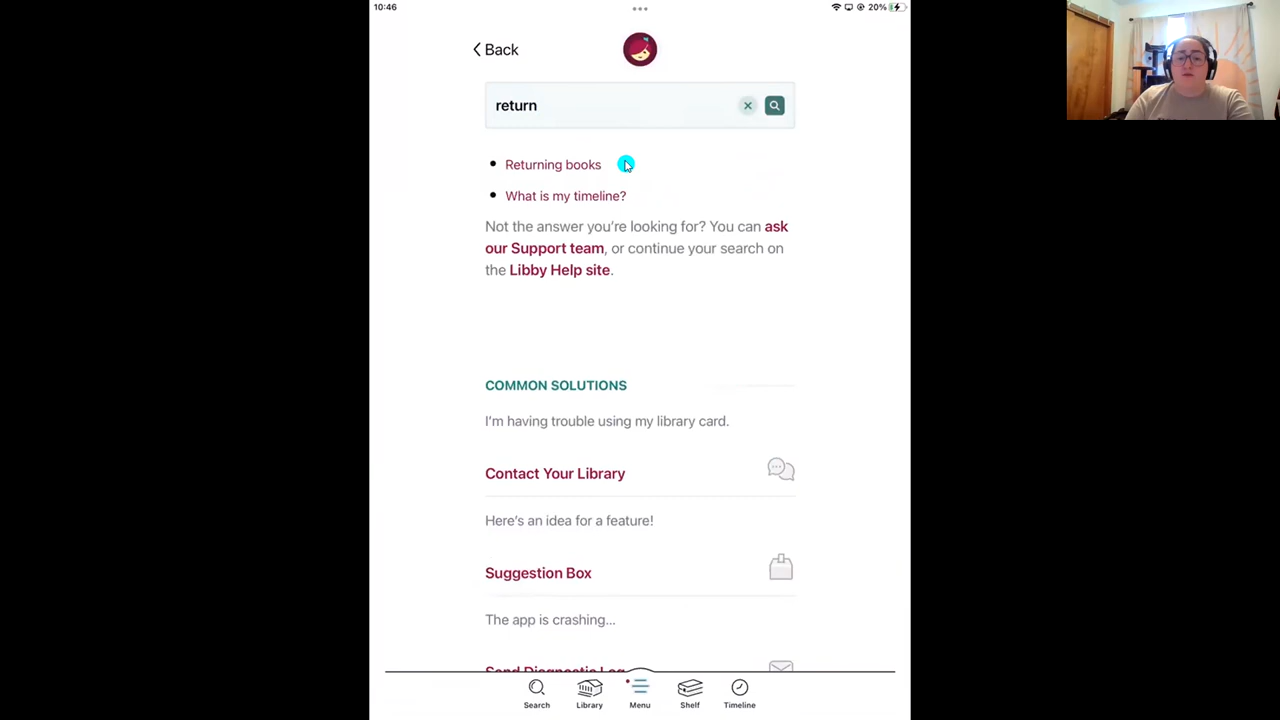 10:46
20%
Back
return
Returning books
What is my timeline?
Not the answer you're looking for? You can ask
our Support team, or continue your search on
the Libby Help site.
COMMON SOLUTIONS
I'm having trouble using my library card.
Contact Your Library
Here's an idea for a feature!
Suggestion Box
The app is crashing...
Send Diagnostic Log
Search
Library
Menu
Shelf
Timeline